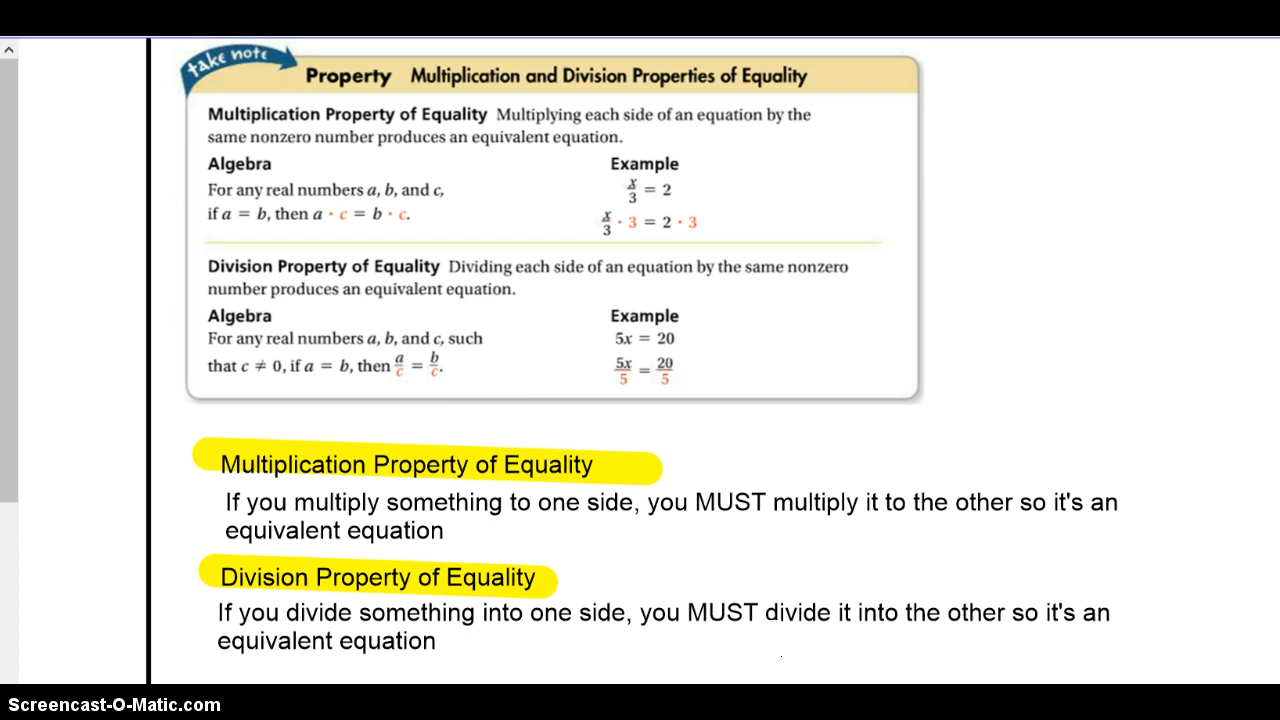 take note
Property Multiplication and Division Properties of Equality
Multiplication Property of Equality Multiplying each side of an equation by the
same nonzero number produces an equivalent equation.
Algebra
For any real numbers a, b, and c,
if a = b, then a · c = b · c.
Example
x/3 = 2
x/3 · 3 = 2 · 3
Division Property of Equality Dividing each side of an equation by the same nonzero
number produces an equivalent equation.
Algebra
For any real numbers a, b, and c, such
that c ≠ 0, if a = b, then a/c = b/c.
Example
5x = 20
5x/5 = 20/5
Multiplication Property of Equality
If you multiply something to one side, you MUST multiply it to the other so it's an
equivalent equation
Division Property of Equality
If you divide something into one side, you MUST divide it into the other so it's an
equivalent equation
Screencast-O-Matic.com